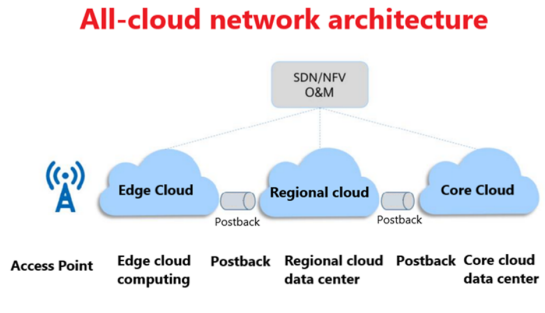 All-cloud network architecture
SDN/NFV
O&M
Edge Cloud
Regional cloud
Core Cloud
Postback
Postback
Access Point
Edge cloud
computing
Postback
Regional cloud
data center
Postback
Core cloud
data center